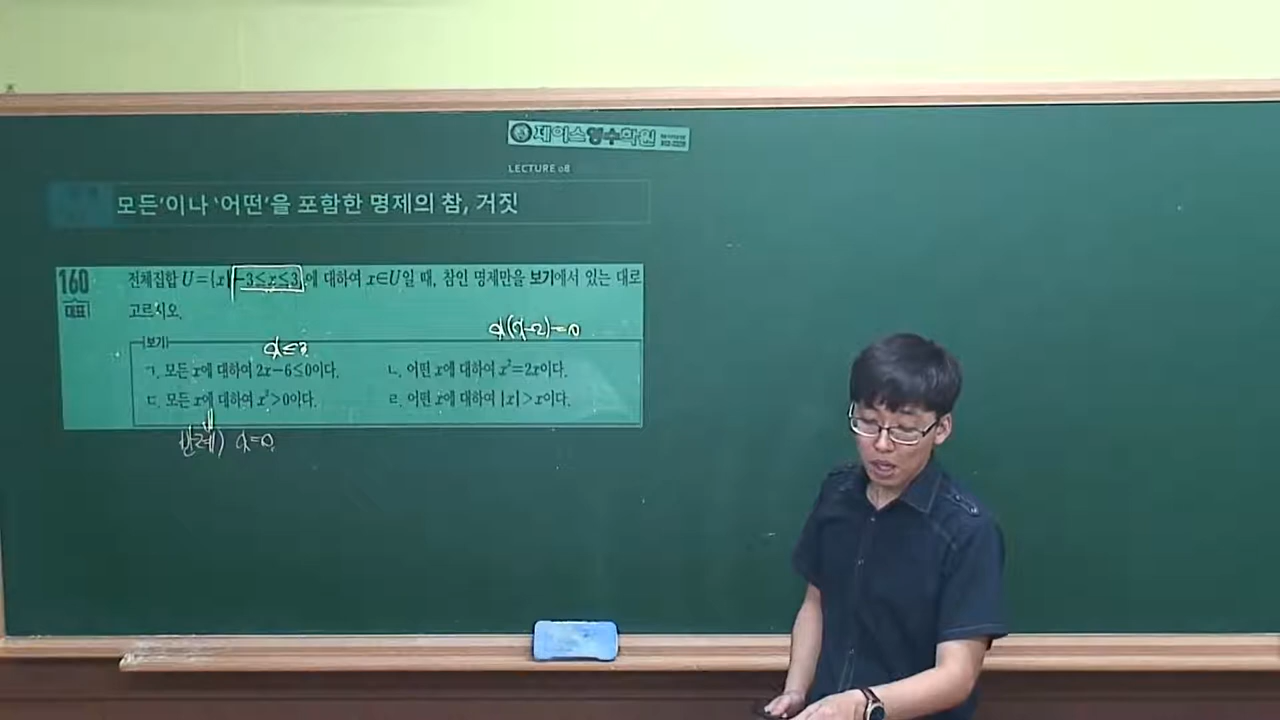 제이스영수학원
LECTURE 08
모든'이나 '어떤'을 포함한 명제의 참, 거짓
160
대표
전체집합 U={x|-3≤x≤3}에 대하여 x∈U일 때, 참인 명제만을 보기에서 있는 대로
고르시오.
x(x-2)=0
보기
x≤3
ㄱ. 모든 x에 대하여 2x-6≤0이다.
ㄴ. 어떤 x에 대하여 x²=2x이다.
ㄷ. 모든 x에 대하여 x²>0이다.
ㄹ. 어떤 x에 대하여 |x|>x이다.
반례) x=0.